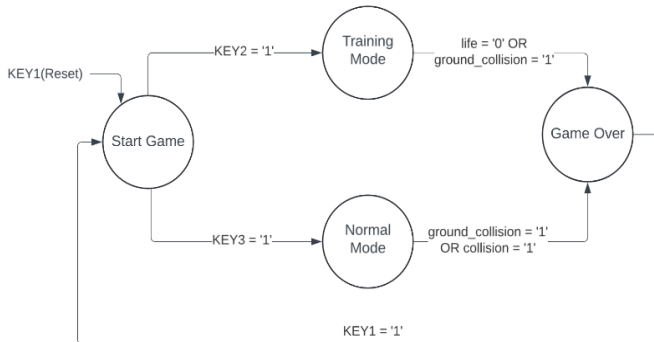 Training
Mode
KEY2 = '1'
life = '0' OR
ground_collision = '1'
KEY1(Reset)
Start Game
Game Over
KEY3 = '1'
Normal
Mode
ground_collision = '1'
OR collision = '1'
KEY1 = '1'